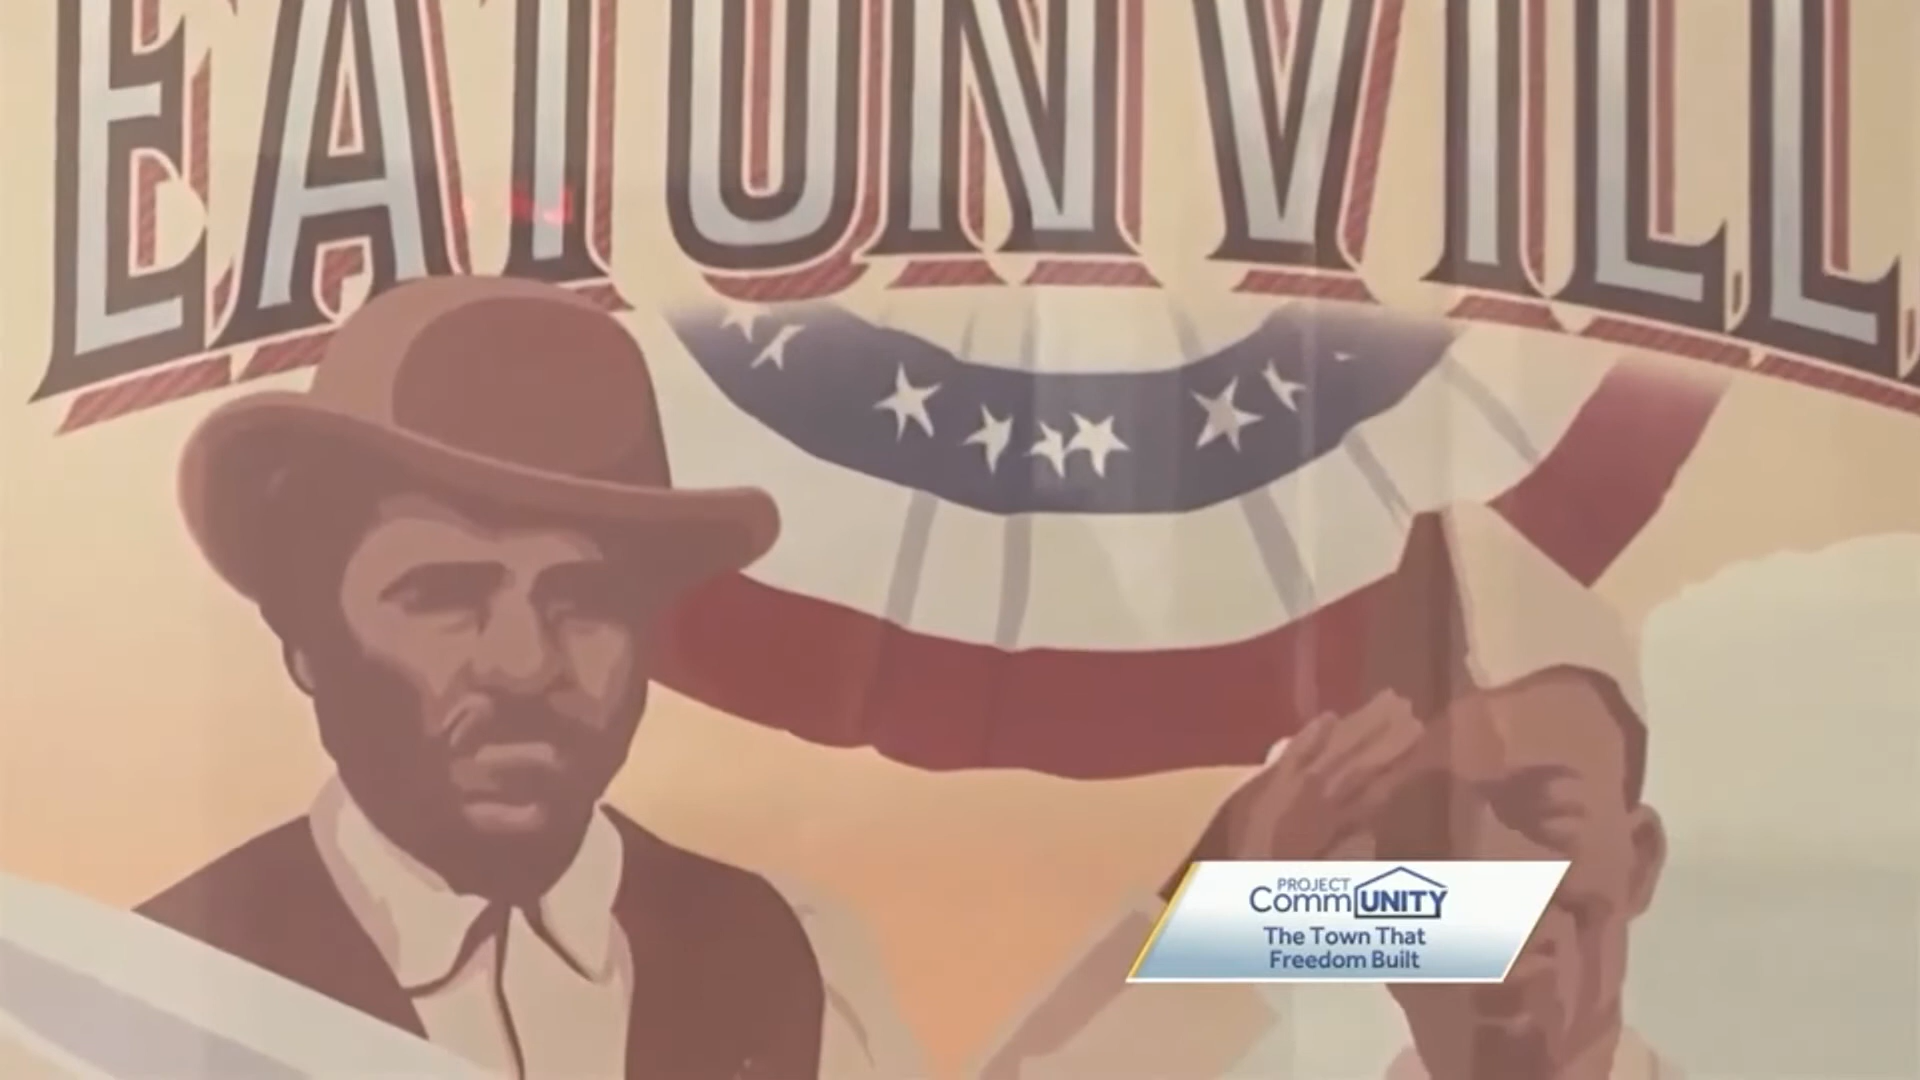 EATONVILL
PROJECT
CommUNITY
The Town That
Freedom Built